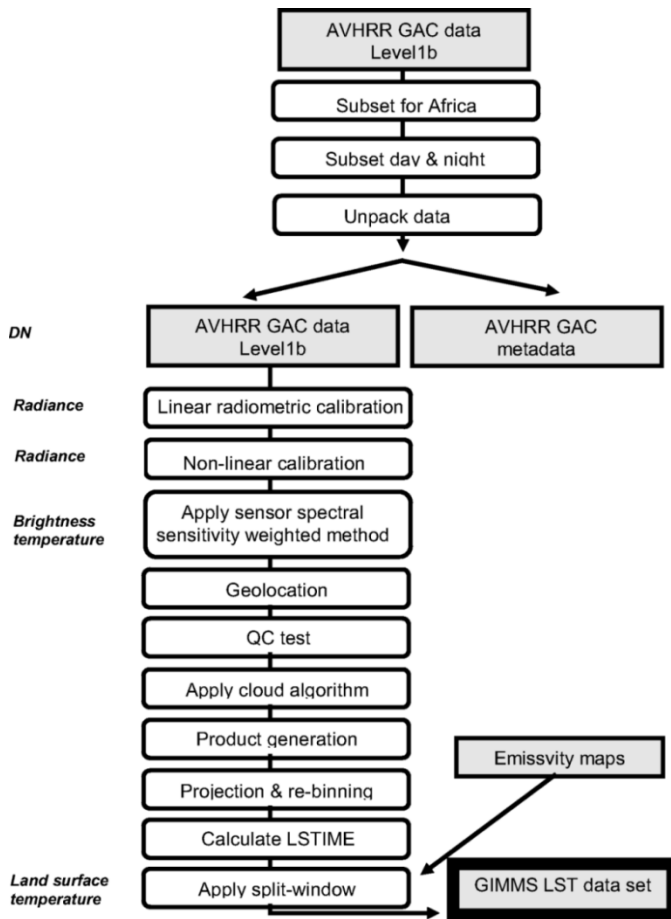 AVHRR GAC data
Level1b
Subset for Africa
Subset day & night
Unpack data
DN
AVHRR GAC data
Level1b
AVHRR GAC
metadata
Radiance
Linear radiometric calibration
Radiance
Non-linear calibration
Brightness
temperature
Apply sensor spectral
sensitivity weighted method
Geolocation
QC test
Apply cloud algorithm
Product generation
Emissvity maps
Projection & re-binning
Calculate LSTIME
Land surface
temperature
Apply split-window
GIMMS LST data set